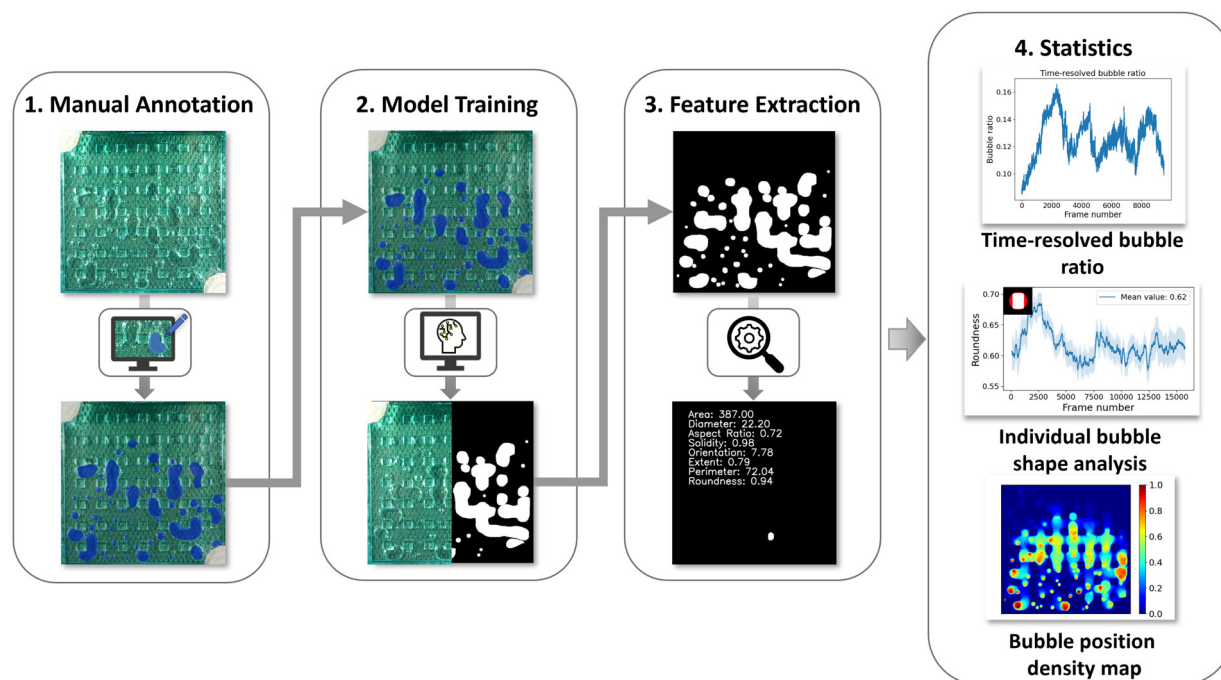 1. Manual Annotation
2. Model Training
3. Feature Extraction
Area: 387.00
Diameter: 22.20
Aspect Ratio: 0.72
Solidity: 0.98
Orientation: 7.78
Extent: 0.79
Perimeter: 72.04
Roundness: 0.94
4. Statistics
Time-resolved bubble ratio
Bubble ratio
0.16
0.14
0.12
0.10
0 2000 4000 6000 8000
Frame number
Time-resolved bubble
ratio
Mean value: 0.62
Roundness
0.70
0.65
0.60
0.55
0 2500 5000 7500 10000 12500 15000
Frame number
Individual bubble
shape analysis
1.0
0.8
0.6
0.4
0.2
0.0
Bubble position
density map